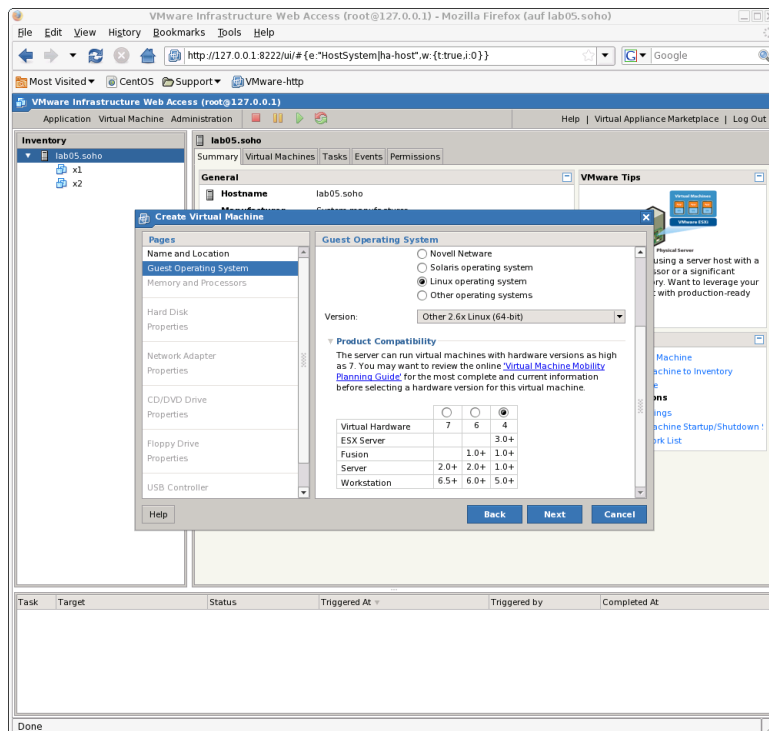 VMware Infrastructure Web Access (root@127.0.0.1) - Mozilla Firefox (auf lab05.soho)
File Edit View History Bookmarks Tools Help
http://127.0.0.1:8222/ui/#{e:"HostSystem|ha-host",w:{t:true,i:0}}
G Google
Most Visited CentOS Support VMware-http
VMware Infrastructure Web Access (root@127.0.0.1)
Application Virtual Machine Administration
Help | Virtual Appliance Marketplace | Log Out
Inventory
lab05.soho
x1
x2
lab05.soho
Summary Virtual Machines Tasks Events Permissions
General
Hostname lab05.soho
VMware Tips
Virtual Machines
VMware ESXi
Physical Server
using a server host with a
sor or a significant
ry. Want to leverage your
t with production-ready
Machine
achine to Inventory
e
ons
ings
achine Startup/Shutdown
ork List
Create Virtual Machine
Pages
Name and Location
Guest Operating System
Memory and Processors
Hard Disk
Properties
Network Adapter
Properties
CD/DVD Drive
Properties
Floppy Drive
Properties
USB Controller
Guest Operating System
Novell Netware
Solaris operating system
Linux operating system
Other operating systems
Version: Other 2.6x Linux (64-bit)
Product Compatibility
The server can run virtual machines with hardware versions as high
as 7. You may want to review the online 'Virtual Machine Mobility
Planning Guide' for the most complete and current information
before selecting a hardware version for this virtual machine.
Virtual Hardware 7 6 4
ESX Server 3.0+
Fusion 1.0+ 1.0+
Server 2.0+ 2.0+ 1.0+
Workstation 6.5+ 6.0+ 5.0+
Help Back Next Cancel
Task Target Status Triggered At Triggered by Completed At
Done